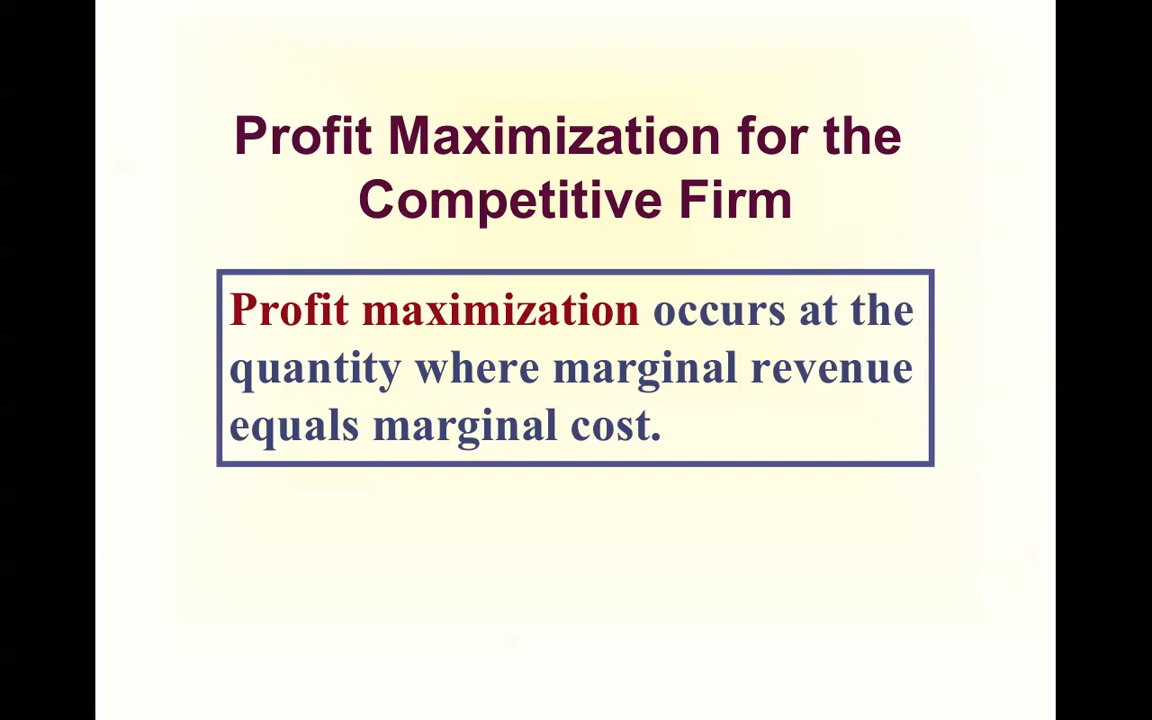 Profit Maximization for the
Competitive Firm
Profit maximization occurs at the
quantity where marginal revenue
equals marginal cost.